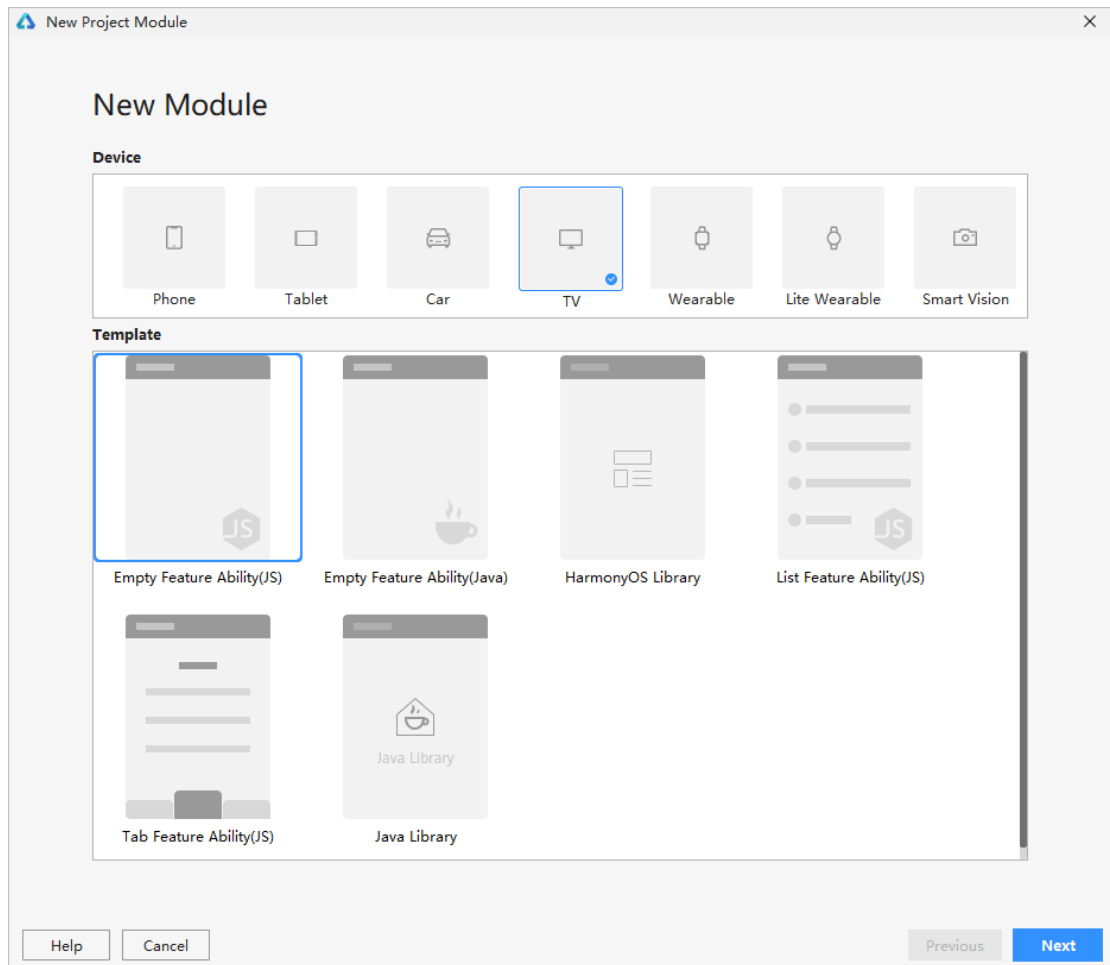 New Project Module
New Module
Device
Phone Tablet Car TV Wearable Lite Wearable Smart Vision
Template
JS JS
Empty Feature Ability(JS) Empty Feature Ability(Java) HarmonyOS Library List Feature Ability(JS)
Java Library
Tab Feature Ability(JS) Java Library
Help Cancel Previous Next